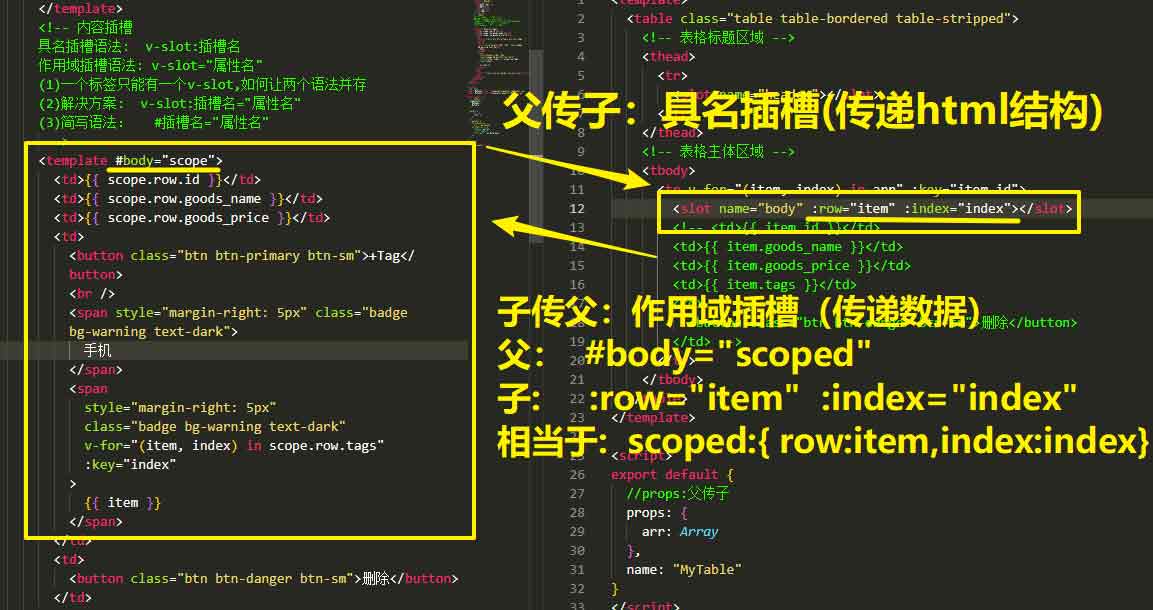 </template>
<!-- 内容插槽
具名插槽语法: v-slot:插槽名
作用域插槽语法: v-slot="属性名"
(1)一个标签只能有一个v-slot,如何让两个语法并存
(2)解决方案: v-slot:插槽名="属性名"
(3)简写语法: #插槽名="属性名"
<template #body="scope">
<td>{{ scope.row.id }}</td>
<td>{{ scope.row.goods_name }}</td>
<td>{{ scope.row.goods_price }}</td>
<td>
<button class="btn btn-primary btn-sm">+Tag</
button>
<br />
<span style="margin-right: 5px" class="badge
bg-warning text-dark">
手机
</span>
<span
style="margin-right: 5px"
class="badge bg-warning text-dark"
v-for="(item, index) in scope.row.tags"
:key="index"
>
{{ item }}
</span>
</td>
<td>
<button class="btn btn-danger btn-sm">删除</button>
</td>
父传子：具名插槽(传递html结构)
子传父：作用域插槽（传递数据）
父： #body="scoped"
子： :row="item" :index="index"
相当于: scoped:{ row:item,index:index}
1 <template>
2 <table class="table table-bordered table-stripped">
3 <!-- 表格标题区域 -->
4 <thead>
5 <tr>
</thead>
9 <!-- 表格主体区域 -->
10 <tbody>
11 <tr v-for="(item, index) in arr" :key="item.id">
12 <slot name="body" :row="item" :index="index"></slot>
13 <!-- <td>{{ item.id }}</td>
14 <td>{{ item.goods_name }}</td>
15 <td>{{ item.goods_price }}</td>
16 <td>{{ item.tags }}</td>
删除</button>
19 </td>
20
21 </tbody>
22
23 </template>
<script>
26 export default {
27 //props:父传子
28 props: {
29 arr: Array
30 },
31 name: "MyTable"
32 }
33 </script>